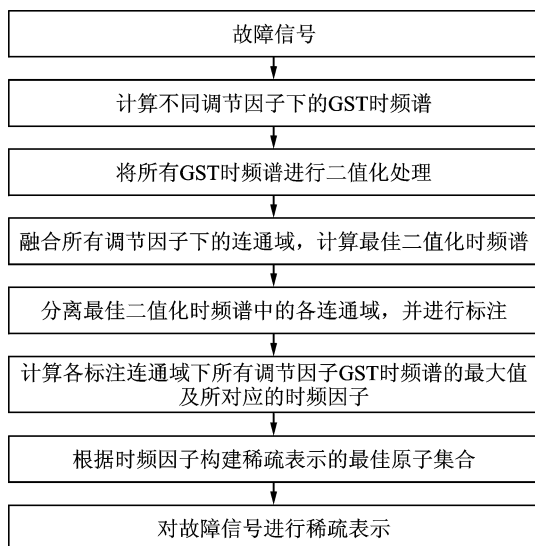 故障信号
计算不同调节因子下的GST时频谱
将所有GST时频谱进行二值化处理
融合所有调节因子下的连通域，计算最佳二值化时频谱
分离最佳二值化时频谱中的各连通域，并进行标注
计算各标注连通域下所有调节因子GST时频谱的最大值
及所对应的时频因子
根据时频因子构建稀疏表示的最佳原子集合
对故障信号进行稀疏表示